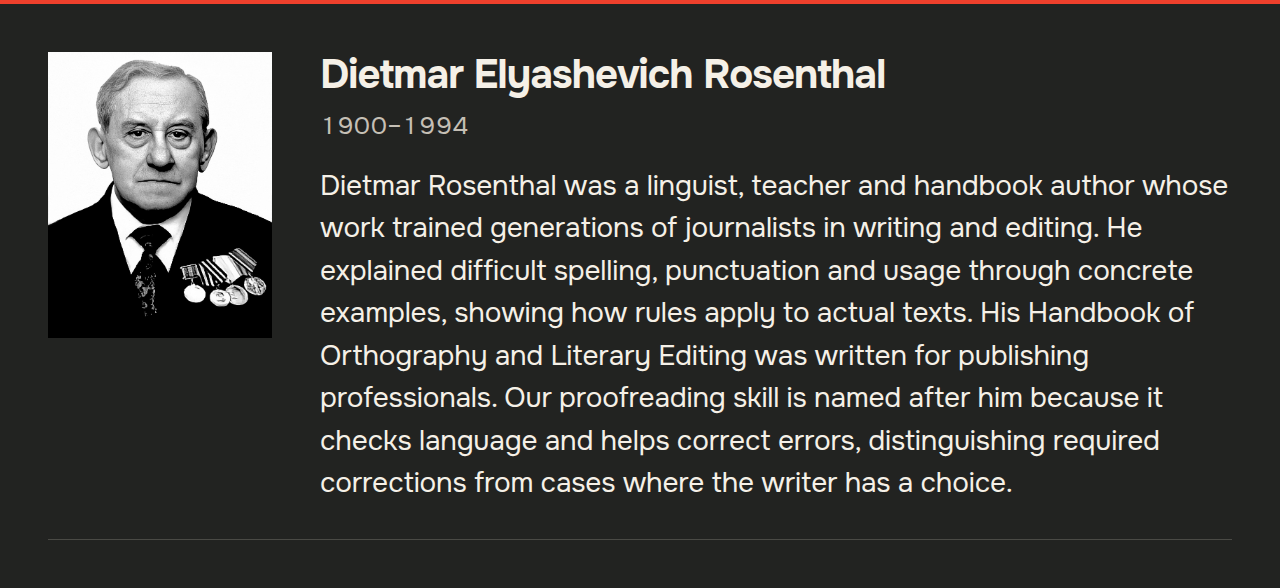 Dietmar Elyashevich Rosenthal
1900–1994
Dietmar Rosenthal was a linguist, teacher and handbook author whose
work trained generations of journalists in writing and editing. He
explained difficult spelling, punctuation and usage through concrete
examples, showing how rules apply to actual texts. His Handbook of
Orthography and Literary Editing was written for publishing
professionals. Our proofreading skill is named after him because it
checks language and helps correct errors, distinguishing required
corrections from cases where the writer has a choice.